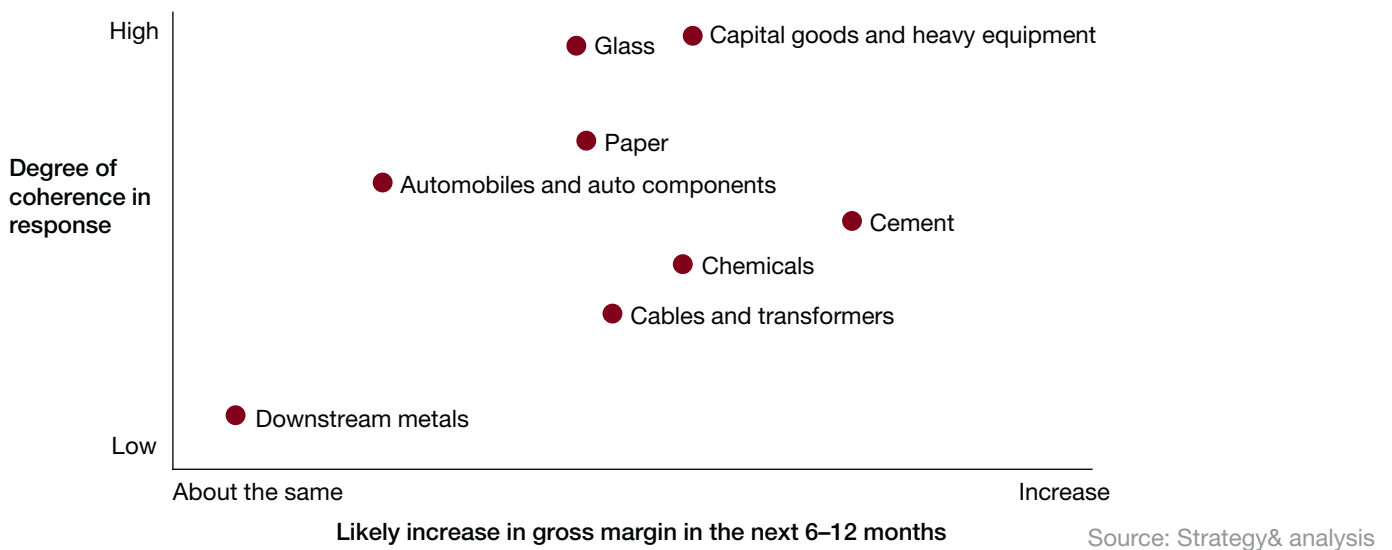 High
Glass
Capital goods and heavy equipment
Paper
Degree of
coherence in
response
Automobiles and auto components
Cement
Chemicals
Cables and transformers
Downstream metals
Low
About the same
Increase
Likely increase in gross margin in the next 6–12 months
Source: Strategy& analysis